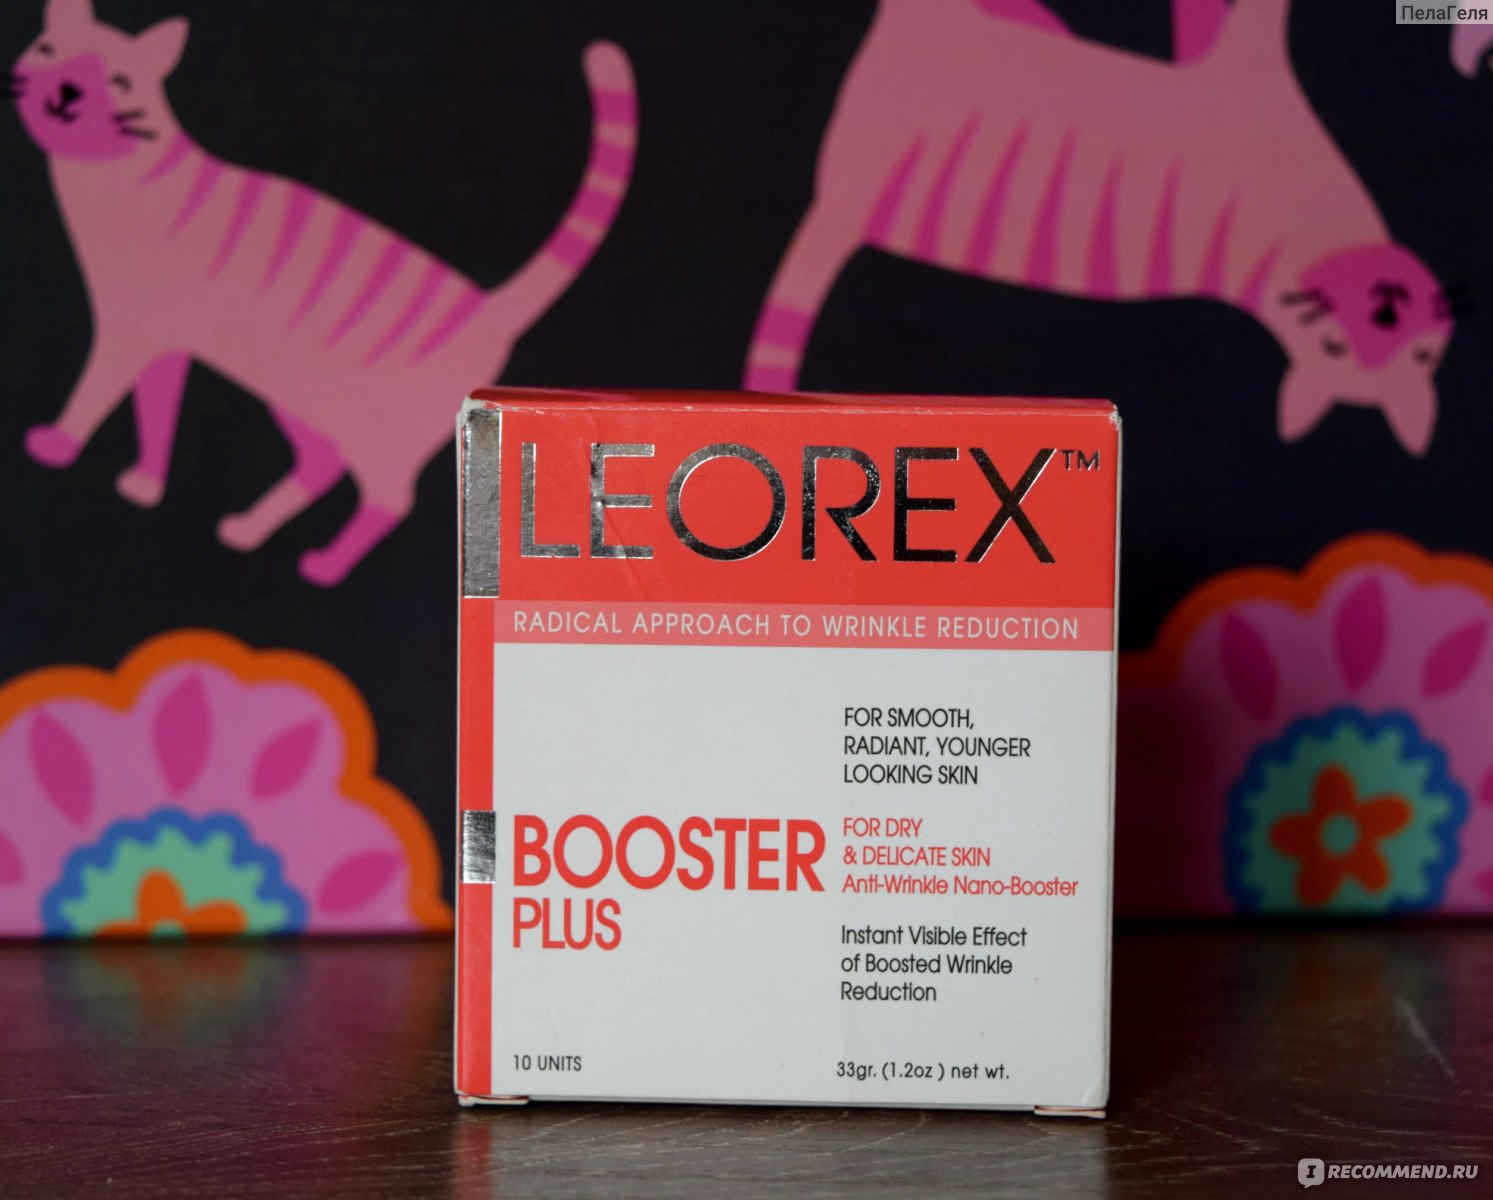 ПелаГеля
LEOREX™
RADICAL APPROACH TO WRINKLE REDUCTION
FOR SMOOTH,
RADIANT, YOUNGER
LOOKING SKIN
BOOSTER
PLUS
FOR DRY
& DELICATE SKIN
Anti-Wrinkle Nano-Booster
Instant Visible Effect
of Boosted Wrinkle
Reduction
10 UNITS
33gr. (1.2oz ) net wt.
IRECOMMEND.RU